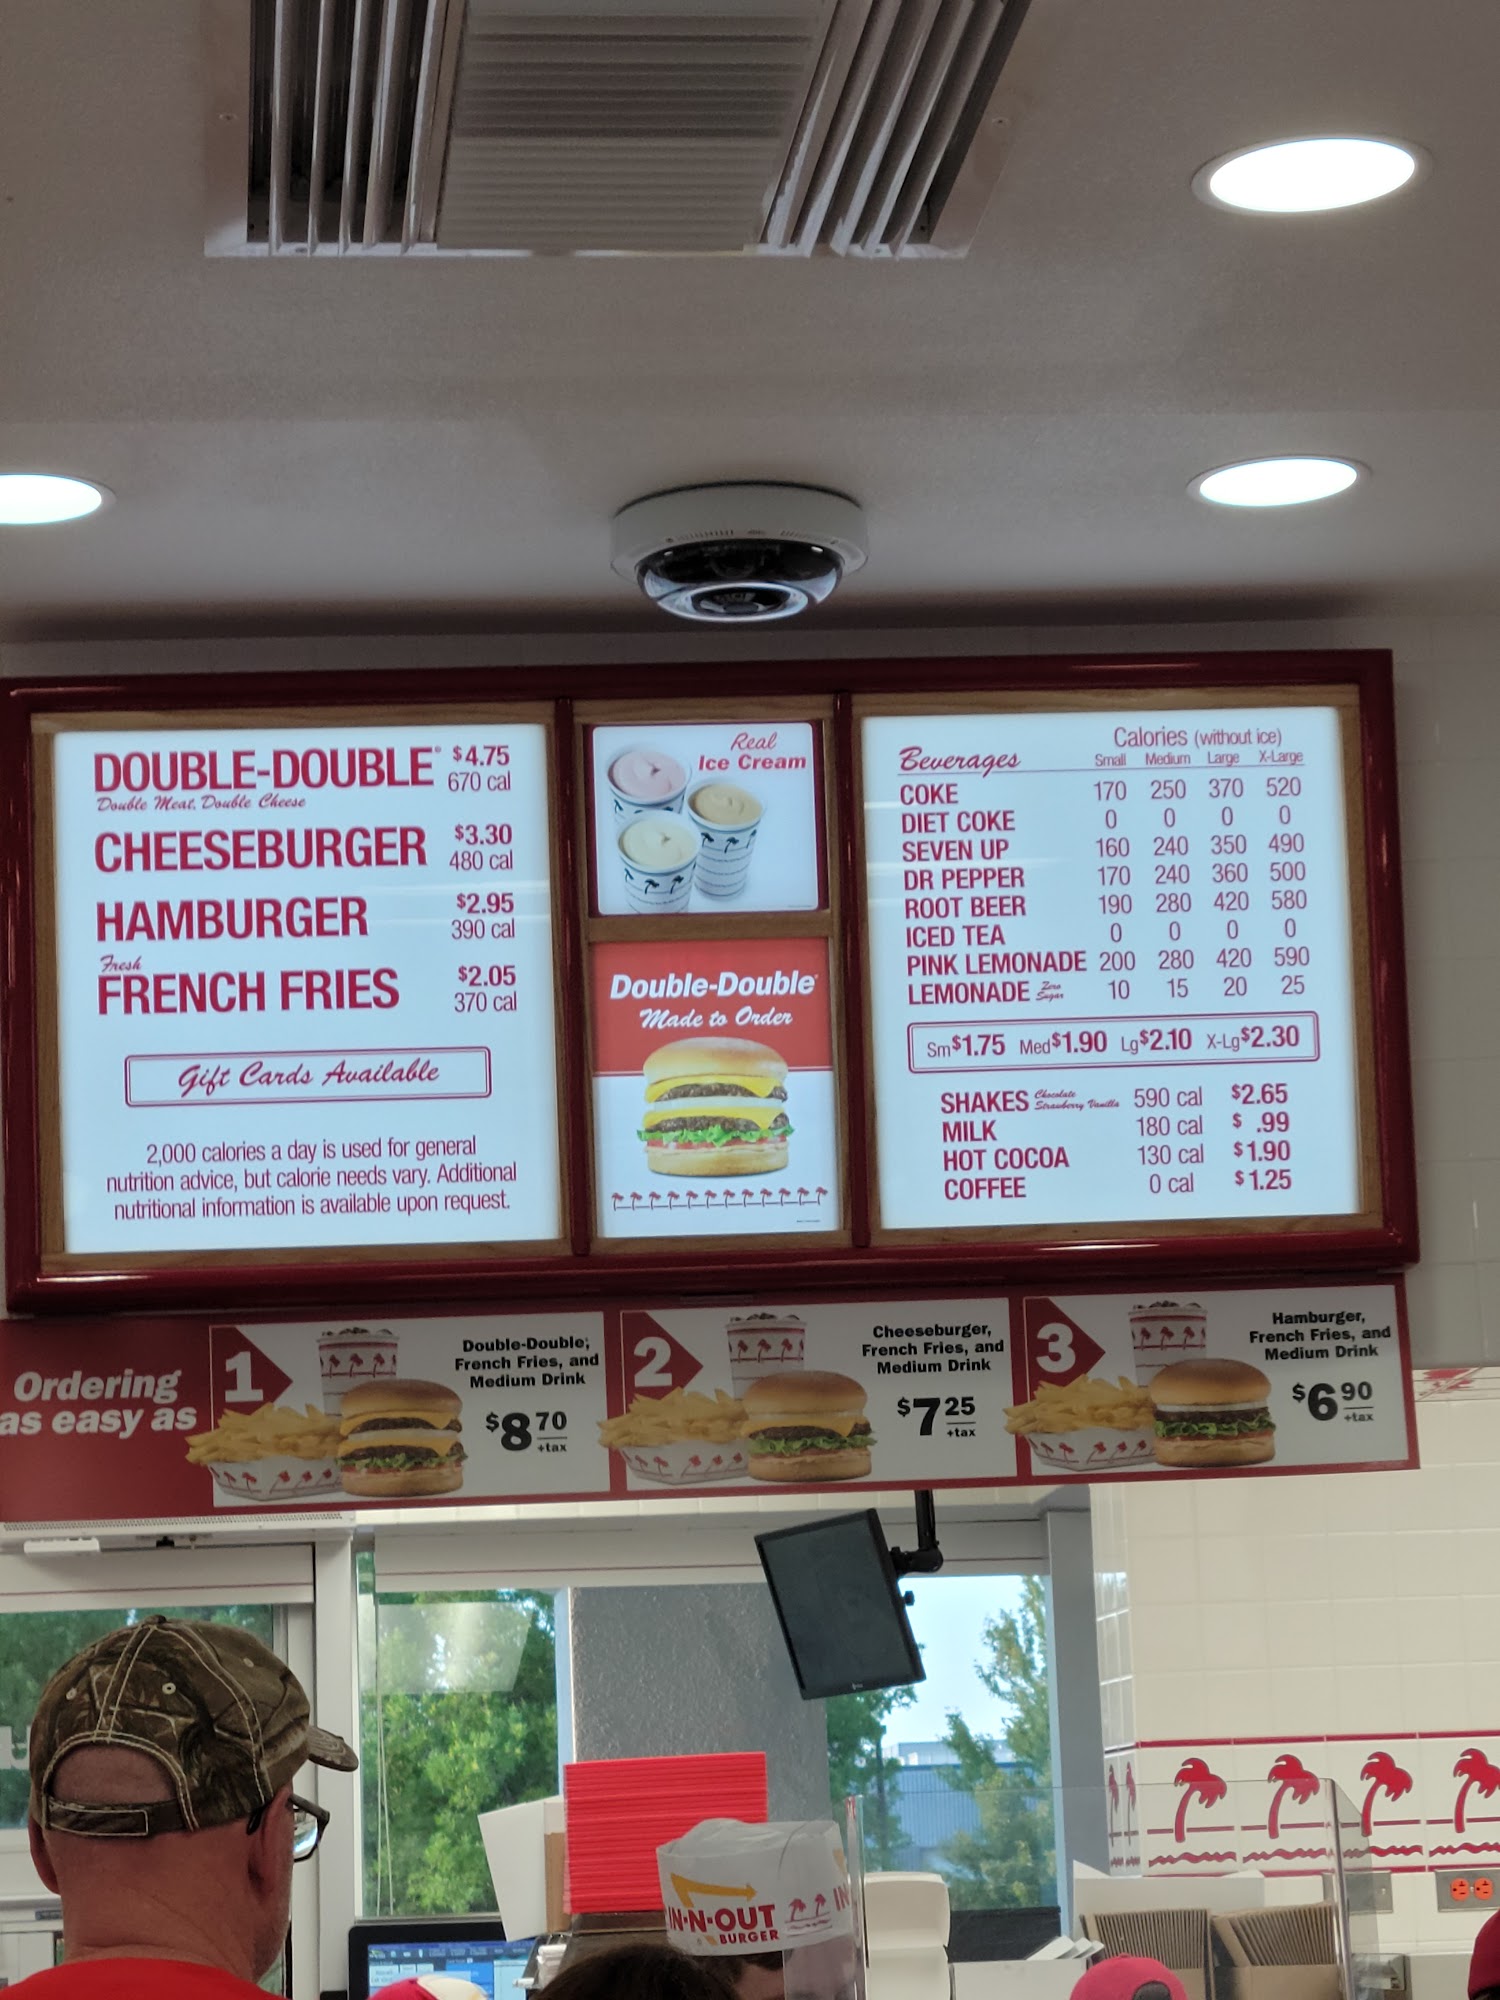 DOUBLE-DOUBLE® $4.75
Double Meat, Double Cheese 670 cal
CHEESEBURGER $3.30
480 cal
HAMBURGER $2.95
390 cal
Fresh
FRENCH FRIES $2.05
370 cal
Gift Cards Available
2,000 calories a day is used for general
nutrition advice, but calorie needs vary. Additional
nutritional information is available upon request.
Real
Ice Cream
Double-Double®
Made to Order
Calories (without ice)
Beverages Small Medium Large X-Large
COKE 170 250 370 520
DIET COKE 0 0 0 0
SEVEN UP 160 240 350 490
DR PEPPER 170 240 360 500
ROOT BEER 190 280 420 580
ICED TEA 0 0 0 0
PINK LEMONADE 200 280 420 590
LEMONADE Zero Sugar 10 15 20 25
Sm $1.75 Med $1.90 Lg $2.10 X-Lg $2.30
SHAKES Chocolate Strawberry Vanilla 590 cal $2.65
MILK 180 cal $ .99
HOT COCOA 130 cal $1.90
COFFEE 0 cal $1.25
Ordering
as easy as
1
Double-Double®,
French Fries, and
Medium Drink
$8 70
+tax
2
Cheeseburger,
French Fries, and
Medium Drink
$7 25
+tax
3
Hamburger,
French Fries, and
Medium Drink
$6 90
+tax
IN-N-OUT
BURGER
IN